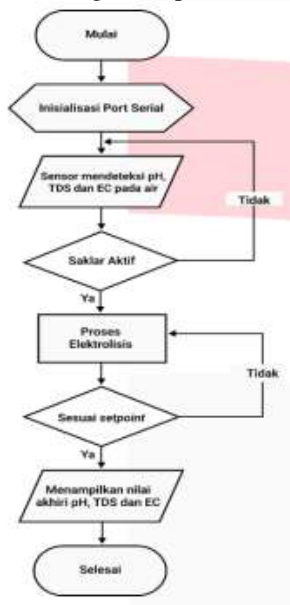 Mulai
Inisialisasi Port Serial
Sensor mendeteksi pH,
TDS dan EC pada air
Tidak
Saklar Aktif
Ya
Proses
Elektrolisis
Tidak
Sesuai setpoint
Ya
Menampilkan nilai
akhiri pH, TDS dan EC
Selesai